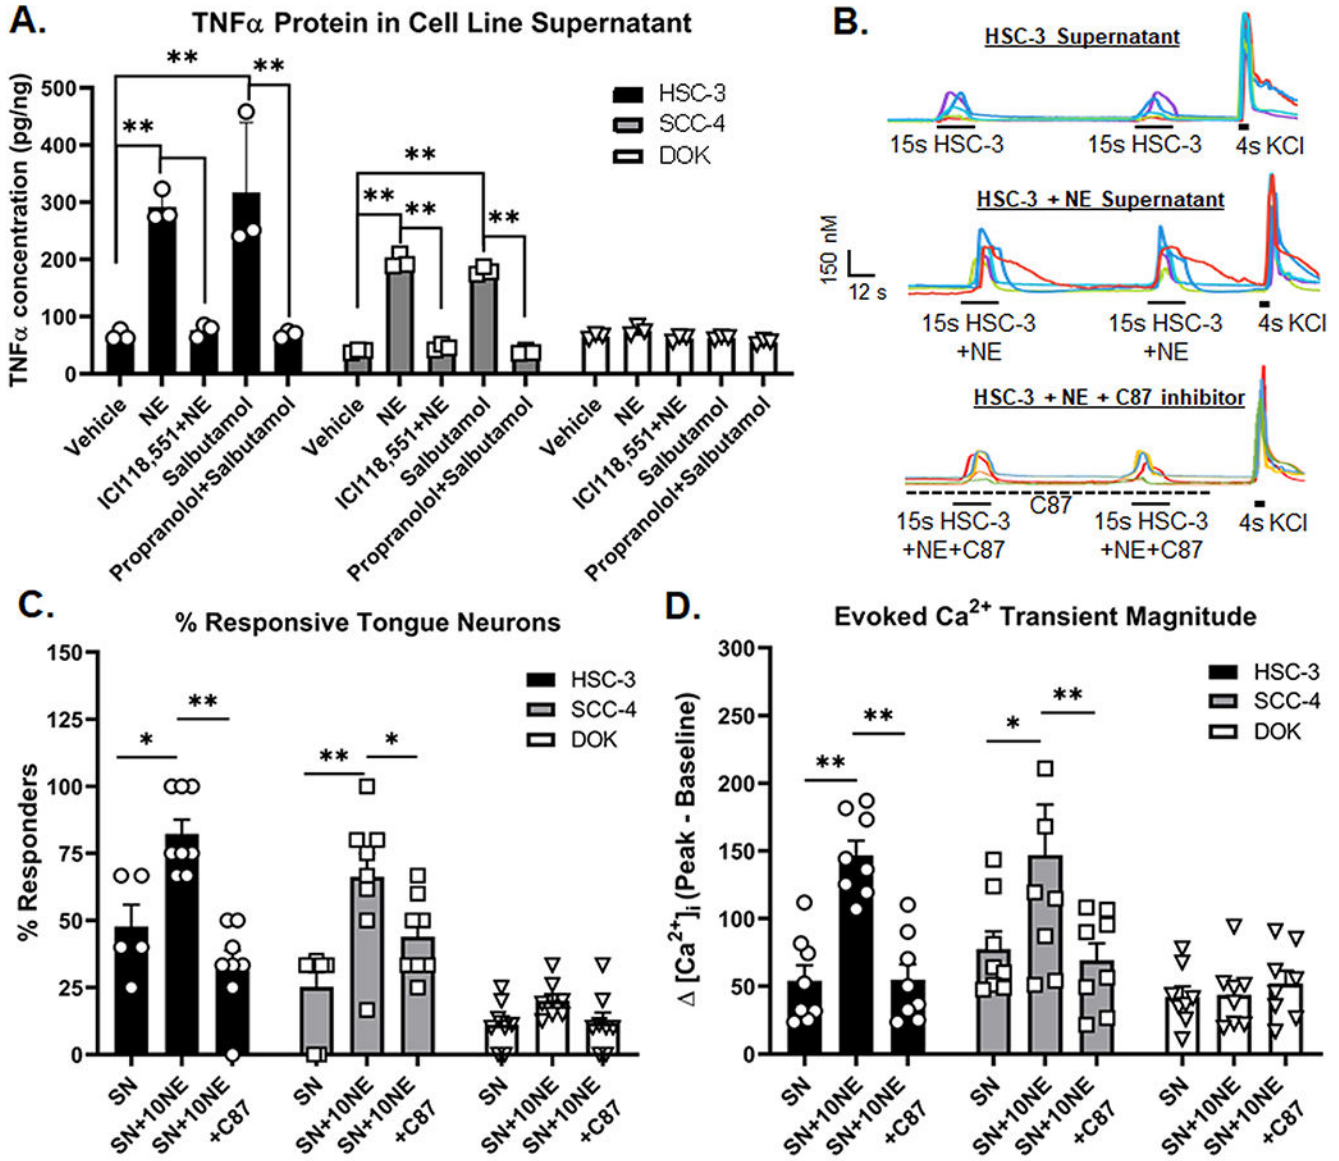 A.
TNFα Protein in Cell Line Supernatant
TNFα concentration (pg/ng)
500
400
300
200
100
0
**
**
**
**
**
**
**
HSC-3
SCC-4
DOK
Vehicle
NE
ICI118,551+NE
Salbutamol
Propranolol+Salbutamol
Vehicle
NE
ICI118,551+NE
Salbutamol
Propranolol+Salbutamol
Vehicle
NE
ICI118,551+NE
Salbutamol
Propranolol+Salbutamol
B.
HSC-3 Supernatant
15s HSC-3
15s HSC-3
4s KCl
HSC-3 + NE Supernatant
150 nM
12 s
15s HSC-3
+NE
15s HSC-3
+NE
4s KCl
HSC-3 + NE + C87 inhibitor
C87
15s HSC-3
+NE+C87
15s HSC-3
+NE+C87
4s KCl
C.
% Responsive Tongue Neurons
% Responders
150
125
100
75
50
25
0
*
**
**
*
HSC-3
SCC-4
DOK
SN
SN+10NE
SN+10NE
+C87
SN
SN+10NE
SN+10NE
+C87
SN
SN+10NE
SN+10NE
+C87
D.
Evoked Ca2+ Transient Magnitude
Δ [Ca2+]i (Peak - Baseline)
300
250
200
150
100
50
0
**
**
*
**
HSC-3
SCC-4
DOK
SN
SN+10NE
SN+10NE
+C87
SN
SN+10NE
SN+10NE
+C87
SN
SN+10NE
SN+10NE
+C87